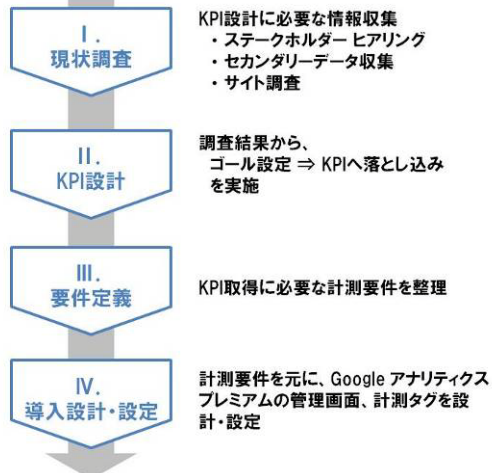 I.
現状調査
KPI設計に必要な情報収集
・ステークホルダー ヒアリング
・セカンダリーデータ収集
・サイト調査
II.
KPI設計
調査結果から、
ゴール設定 ⇒ KPIへ落とし込み
を実施
III.
要件定義
KPI取得に必要な計測要件を整理
IV.
導入設計・設定
計測要件を元に、Google アナリティクス
プレミアムの管理画面、計測タグを設
計・設定